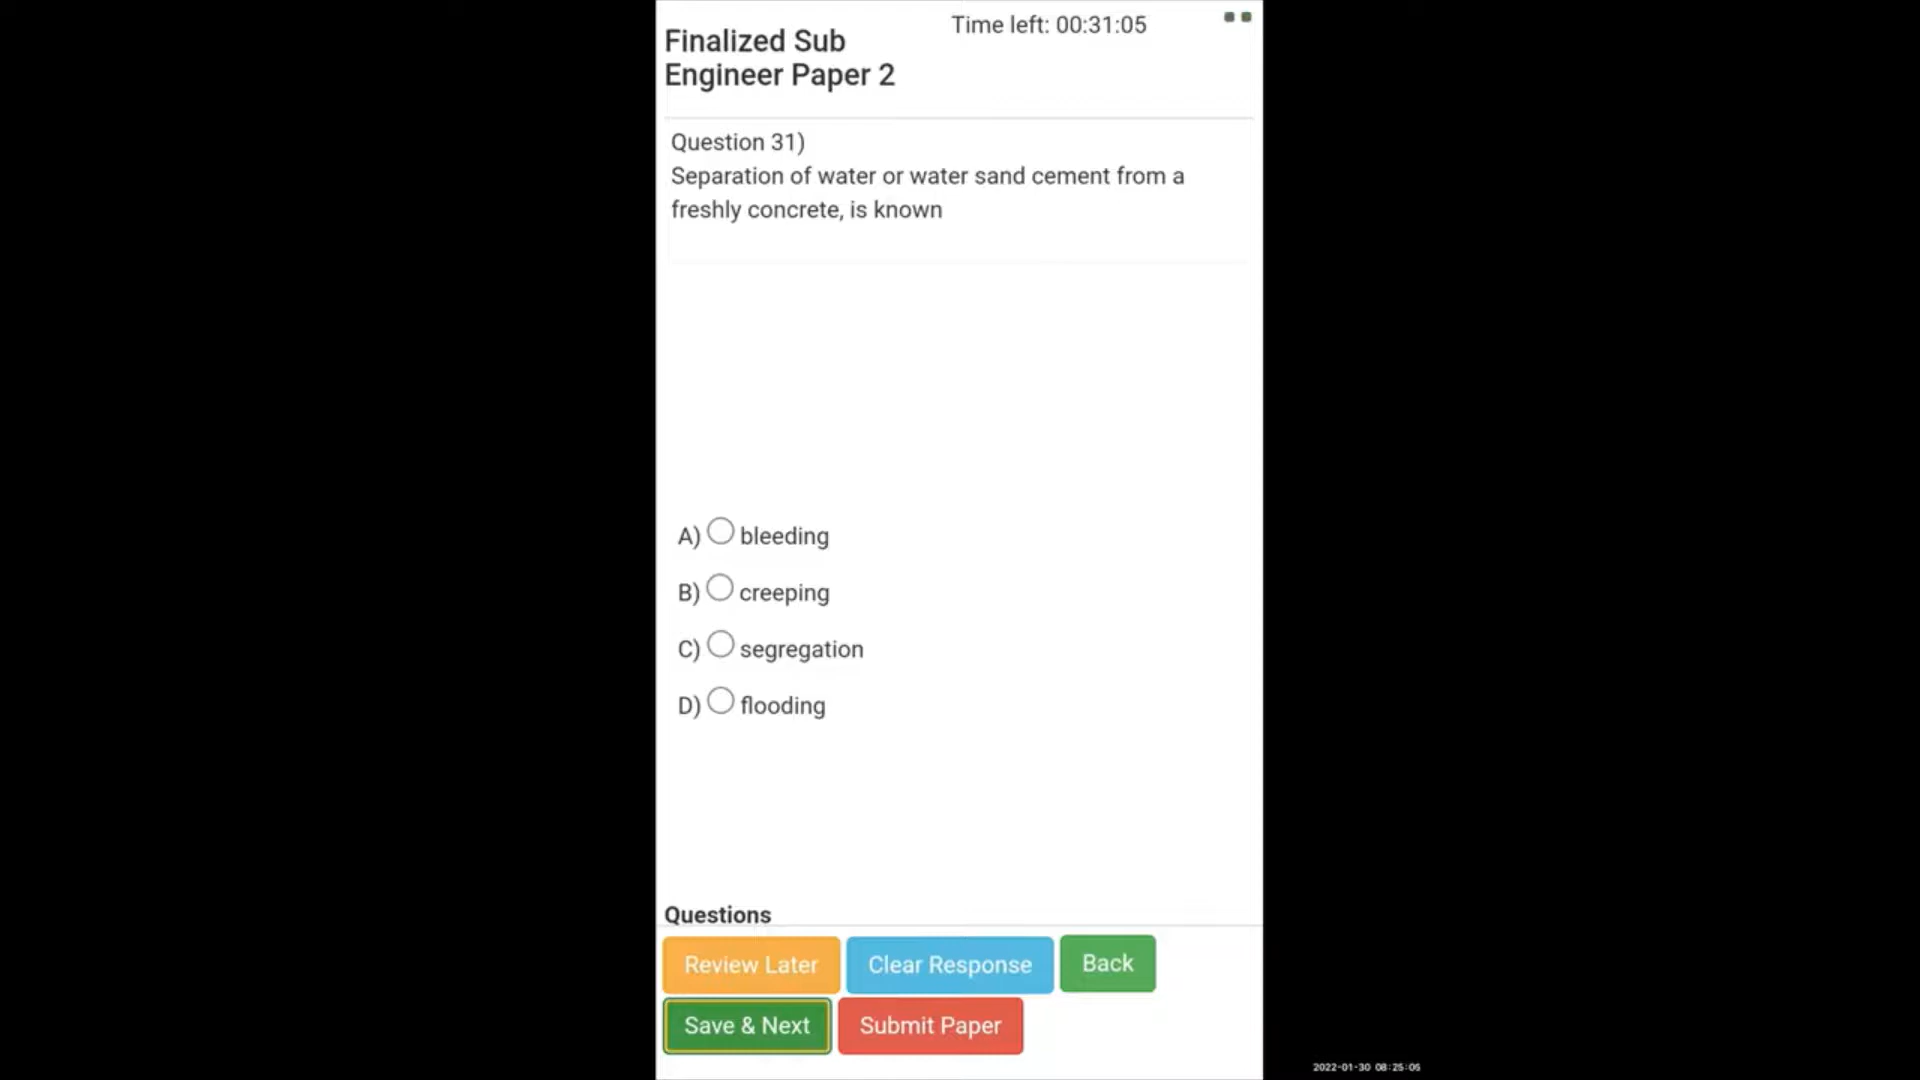 Time left: 00:31:05
Finalized Sub
Engineer Paper 2
Question 31)
Separation of water or water sand cement from a
freshly concrete, is known
A) bleeding
B) creeping
C) segregation
D) flooding
Questions
Review Later
Clear Response
Back
Save & Next
Submit Paper
2022-01-30 08:25:05